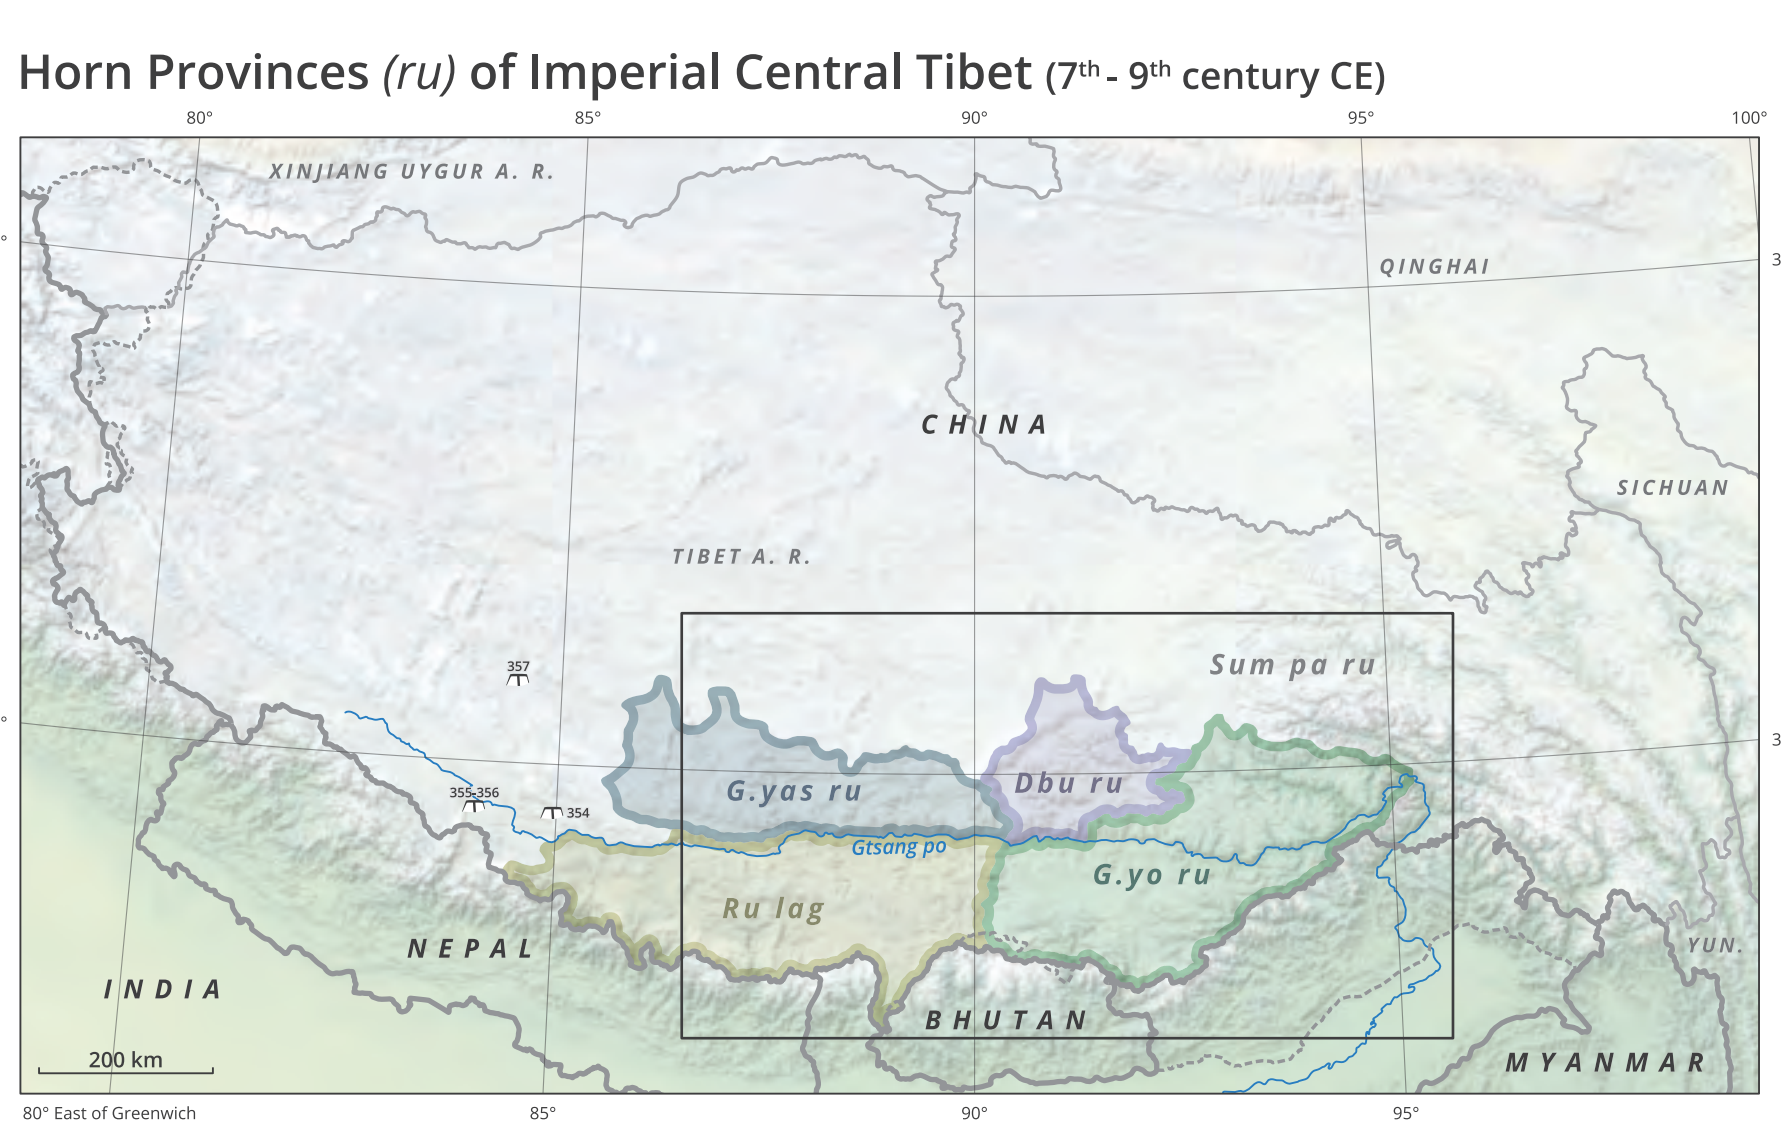 Horn Provinces (ru) of Imperial Central Tibet (7th - 9th century CE)
80° 85° 90° 95° 100°
XINJIANG UYGUR A. R.
°
QINGHAI
3
CHINA
SICHUAN
TIBET A. R.
357
Sum pa ru
°
3
355-356
354
G.yas ru
Dbu ru
Gtsang po
G.yo ru
Ru lag
NEPAL
YUN.
INDIA
BHUTAN
MYANMAR
200 km
80° East of Greenwich 85° 90° 95°